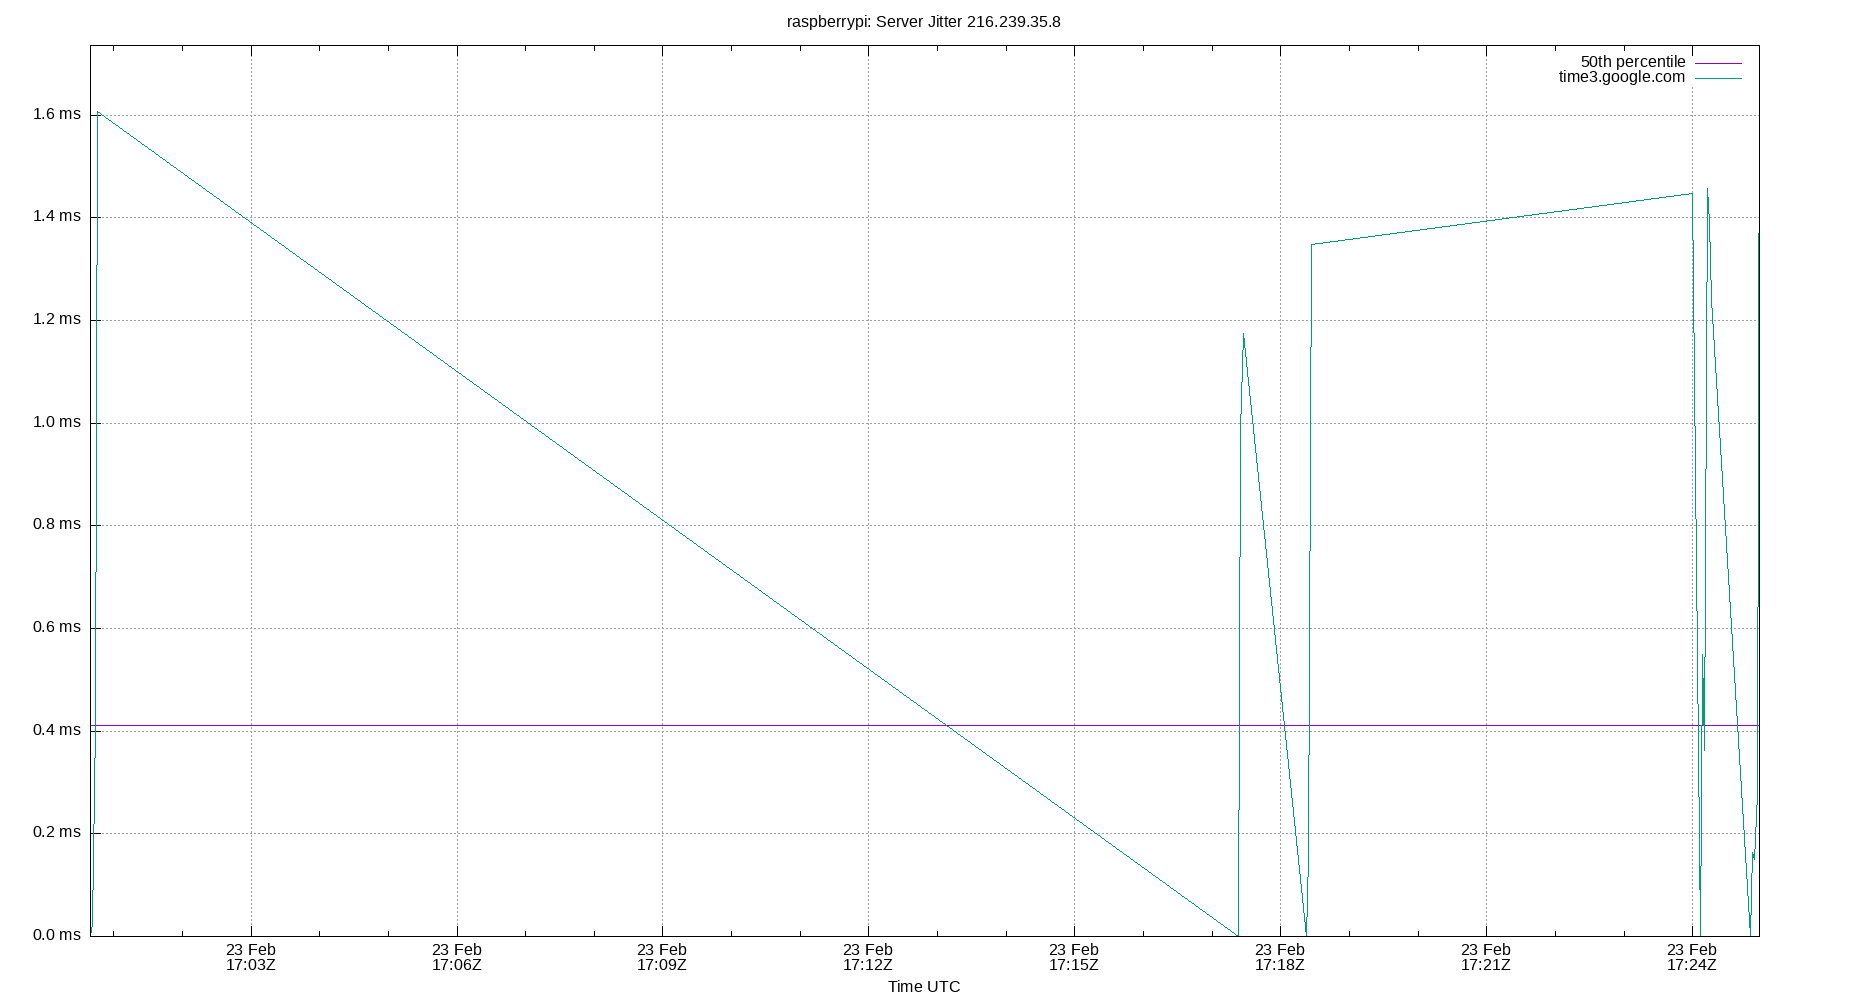 raspberrypi: Server Jitter 216.239.35.8
50th percentile
time3.google.com
1.6 ms
1.4 ms
1.2 ms
1.0 ms
0.8 ms
0.6 ms
0.4 ms
0.2 ms
0.0 ms
23 Feb 23 Feb 23 Feb 23 Feb 23 Feb 23 Feb 23 Feb 23 Feb
17:03Z 17:06Z 17:09Z 17:12Z 17:15Z 17:18Z 17:21Z 17:24Z
Time UTC